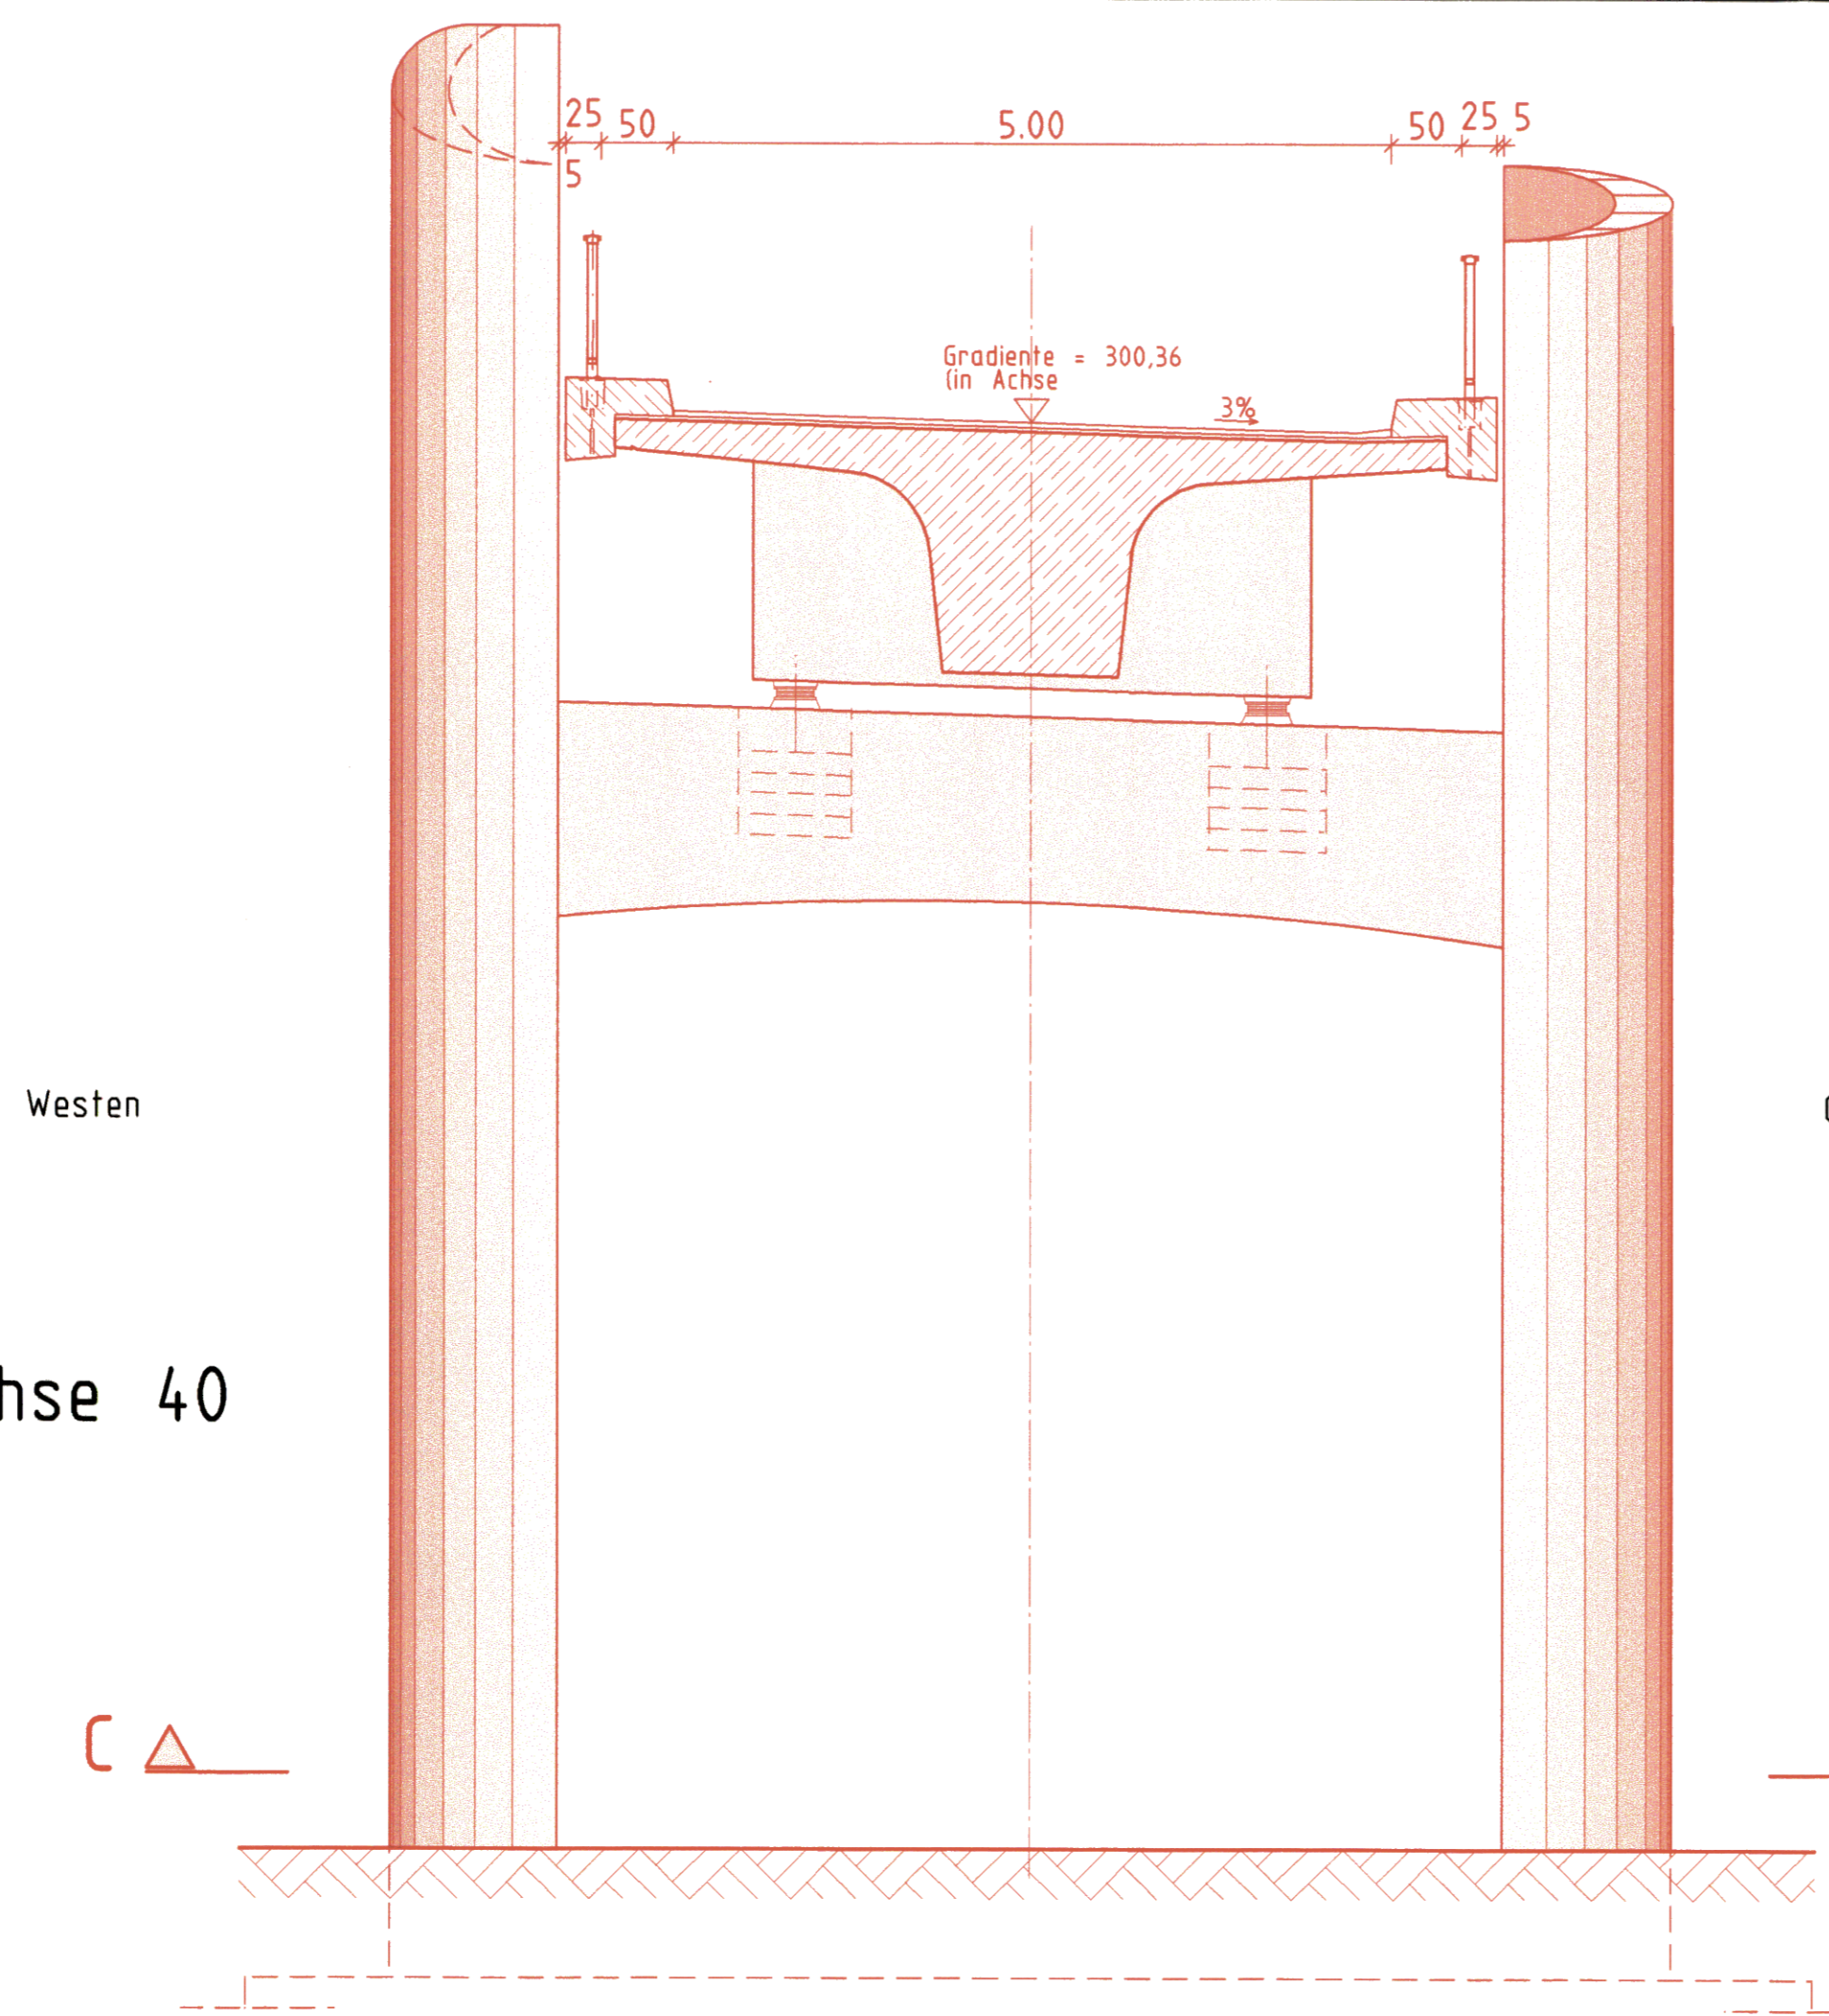 25 50 5.00 50 25 5
5
Gradiente = 300,36
(in Achse
3%
Westen
hse 40
C